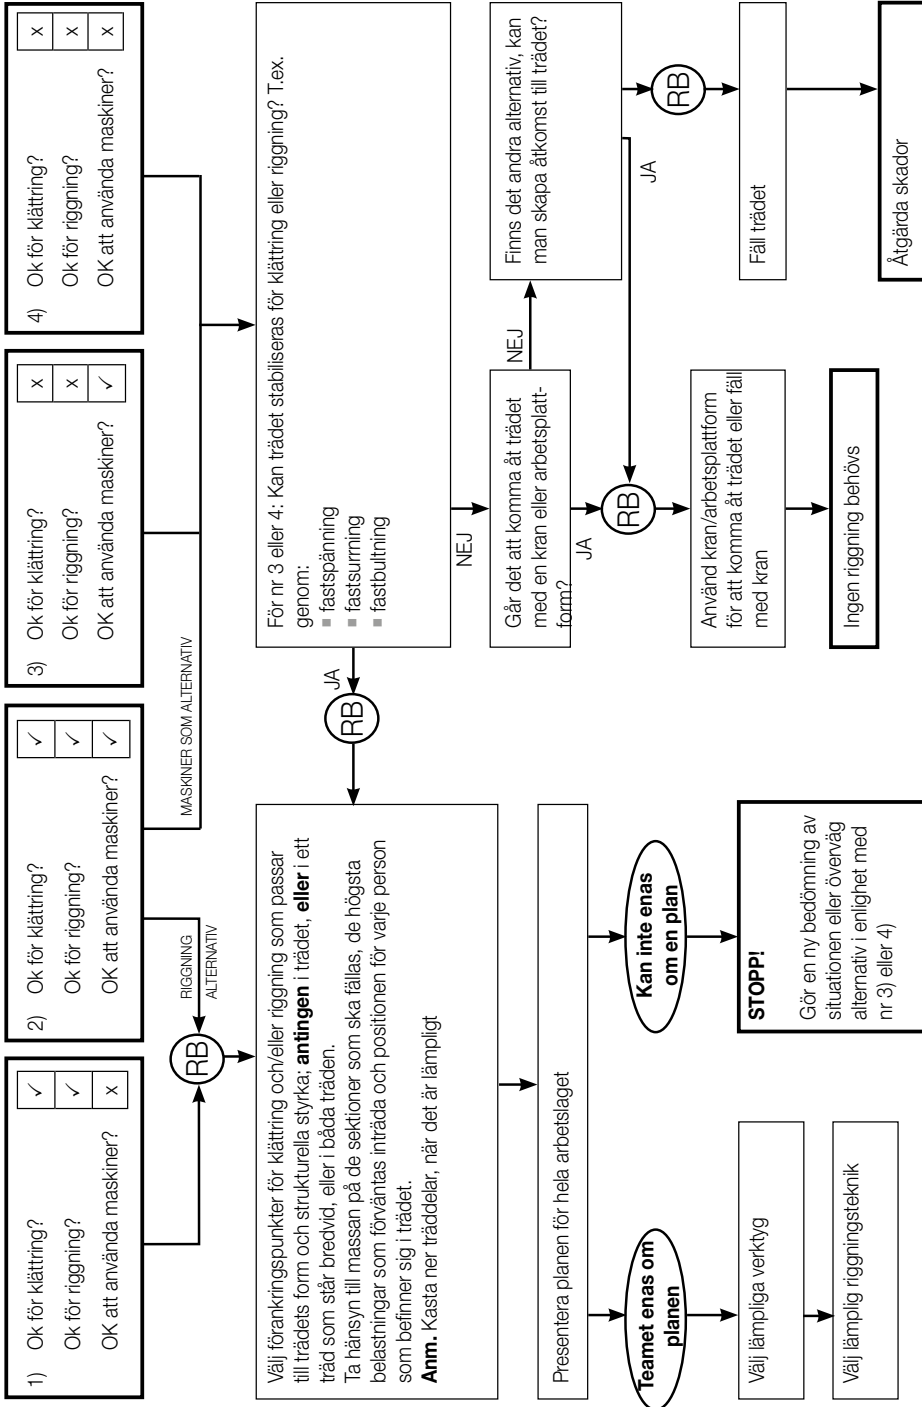 1) Ok för klättring? ✓
Ok för riggning? ✓
OK att använda maskiner? x
2) Ok för klättring? ✓
Ok för riggning? ✓
OK att använda maskiner? ✓
3) Ok för klättring? x
Ok för riggning? x
OK att använda maskiner? ✓
4) Ok för klättring? x
Ok för riggning? x
OK att använda maskiner? x
RIGGNING
ALTERNATIV
MASKINER SOM ALTERNATIV
RB
Välj förankringspunkter för klättring och/eller riggning som passar
till trädets form och strukturella styrka; antingen i trädet, eller i ett
träd som står bredvid, eller i båda träden.
Ta hänsyn till massan på de sektioner som ska fällas, de högsta
belastningar som förväntas inträda och positionen för varje person
som befinner sig i trädet.
Anm. Kasta ner träddelar, när det är lämpligt
JA
RB
För nr 3 eller 4: Kan trädet stabiliseras för klättring eller riggning? T.ex.
genom:
■ fastspänning
■ fastsurrning
■ fastbultning
NEJ
Går det att komma åt trädet
med en kran eller arbetsplatt-
form?
NEJ
Finns det andra alternativ, kan
man skapa åtkomst till trädet?
JA
RB
JA
RB
Presentera planen för hela arbetslaget
Teamet enas om
planen
Kan inte enas
om en plan
Använd kran/arbetsplattform
för att komma åt trädet eller fäll
med kran
Fäll trädet
Välj lämpliga verktyg
Välj lämplig riggningsteknik
STOPP!
Gör en ny bedömning av
situationen eller överväg
alternativ i enlighet med
nr 3) eller 4)
Ingen riggning behövs
Åtgärda skador